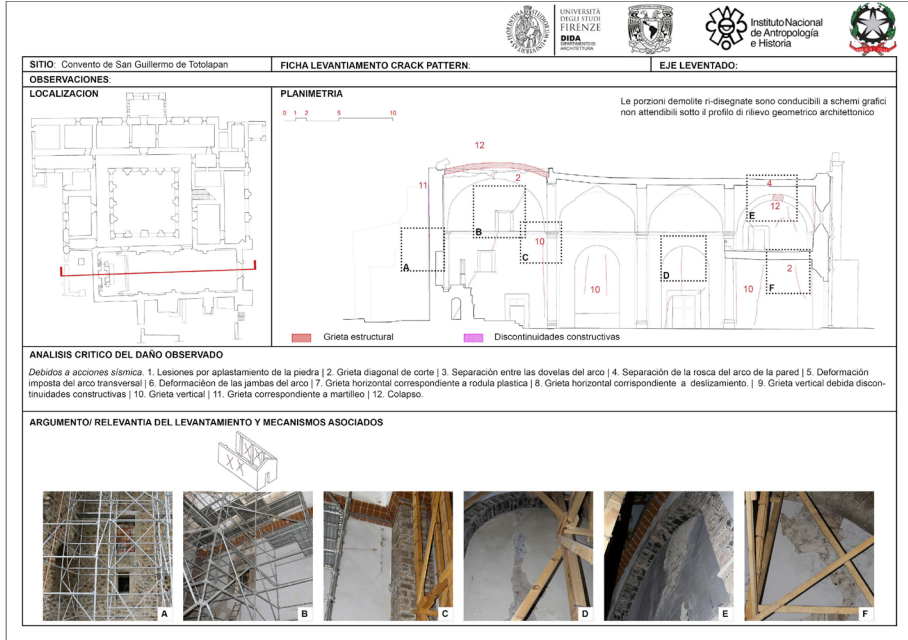 UNIVERSITÀ
DEGLI STUDI
FIRENZE
DIDA
DIPARTIMENTO DI
ARCHITETTURA
Instituto Nacional
de Antropología
e Historia
SITIO: Convento de San Guillermo de Totolapan
FICHA LEVANTIAMENTO CRACK PATTERN:
EJE LEVENTADO:
OBSERVACIONES:
LOCALIZACION
PLANIMETRIA
Le porzioni demolite ri-disegnate sono conducibili a schemi grafici
non attendibili sotto il profilo di rilievo geometrico architettonico
0 1 2 5 10
12
2
4
11
12
B
E
10
A
C
D
2
10
10
F
Grieta estructural
Discontinuidades constructivas
ANALISIS CRITICO DEL DAÑO OBSERVADO
Debidos a acciones sísmica. 1. Lesiones por aplastamiento de la piedra | 2. Grieta diagonal de corte | 3. Separación entre las dovelas del arco | 4. Separación de la rosca del arco de la pared | 5. Deformación
imposta del arco transversal | 6. Deformacièon de las jambas del arco | 7. Grieta horizontal correspondiente a rodula plastica | 8. Grieta horizontal corrispondiente a deslizamiento. | 9. Grieta vertical debida discon-
tinuidades constructivas | 10. Grieta vertical | 11. Grieta correspondiente a martilleo | 12. Colapso.
ARGUMENTO/ RELEVANTIA DEL LEVANTAMIENTO Y MECANISMOS ASOCIADOS
A
B
C
D
E
F